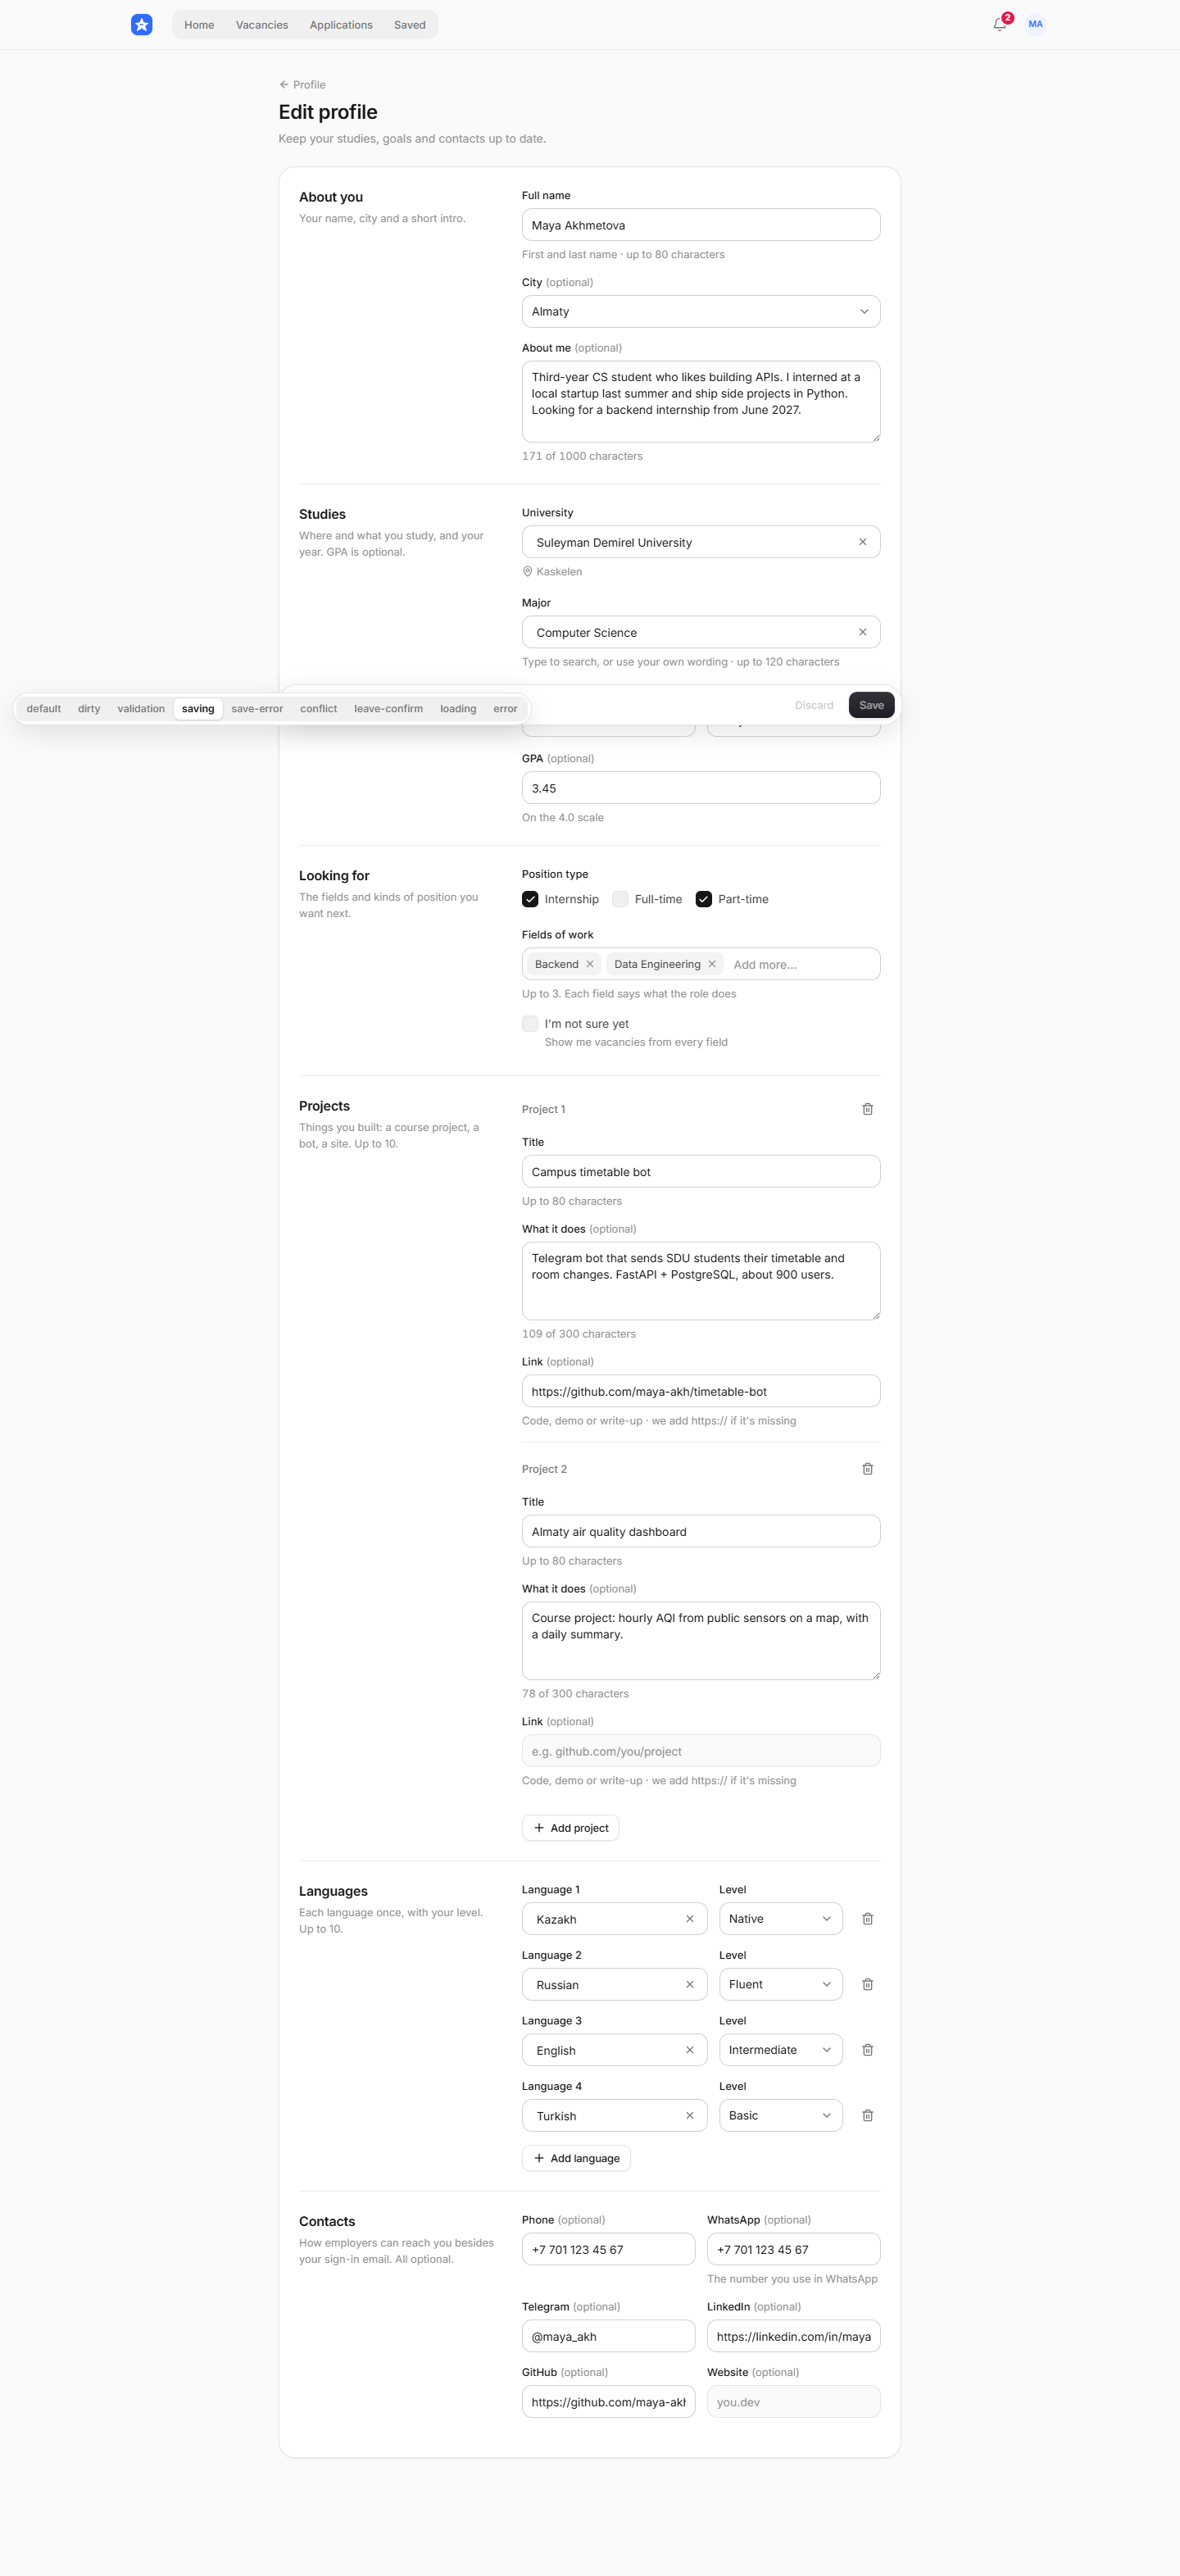 Home Vacancies Applications Saved
2
MA
Profile
Edit profile
Keep your studies, goals and contacts up to date.
About you
Your name, city and a short intro.
Full name
Maya Akhmetova
First and last name · up to 80 characters
City (optional)
Almaty
About me (optional)
Third-year CS student who likes building APIs. I interned at a
local startup last summer and ship side projects in Python.
Looking for a backend internship from June 2027.
171 of 1000 characters
Studies
Where and what you study, and your
year. GPA is optional.
University
Suleyman Demirel University
Kaskelen
Major
Computer Science
Type to search, or use your own wording · up to 120 characters
default dirty validation saving save-error conflict leave-confirm loading error
Discard Save
GPA (optional)
3.45
On the 4.0 scale
Looking for
The fields and kinds of position you
want next.
Position type
Internship Full-time Part-time
Fields of work
Backend Data Engineering Add more...
Up to 3. Each field says what the role does
I'm not sure yet
Show me vacancies from every field
Projects
Things you built: a course project, a
bot, a site. Up to 10.
Project 1
Title
Campus timetable bot
Up to 80 characters
What it does (optional)
Telegram bot that sends SDU students their timetable and
room changes. FastAPI + PostgreSQL, about 900 users.
109 of 300 characters
Link (optional)
https://github.com/maya-akh/timetable-bot
Code, demo or write-up · we add https:// if it's missing
Project 2
Title
Almaty air quality dashboard
Up to 80 characters
What it does (optional)
Course project: hourly AQI from public sensors on a map, with
a daily summary.
78 of 300 characters
Link (optional)
e.g. github.com/you/project
Code, demo or write-up · we add https:// if it's missing
Add project
Languages
Each language once, with your level.
Up to 10.
Language 1 Level
Kazakh Native
Language 2 Level
Russian Fluent
Language 3 Level
English Intermediate
Language 4 Level
Turkish Basic
Add language
Contacts
How employers can reach you besides
your sign-in email. All optional.
Phone (optional) WhatsApp (optional)
+7 701 123 45 67 +7 701 123 45 67
The number you use in WhatsApp
Telegram (optional) LinkedIn (optional)
@maya_akh https://linkedin.com/in/maya
GitHub (optional) Website (optional)
https://github.com/maya-akh you.dev